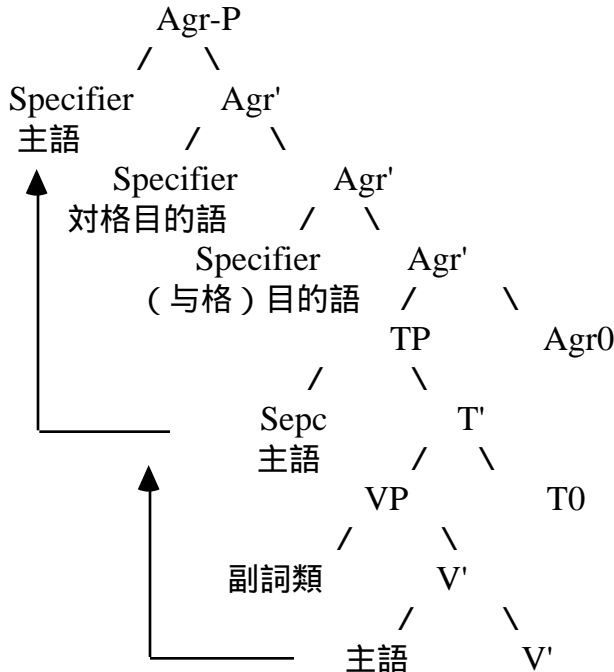 Agr-P
/ \
Specifier Agr'
主語 / \
Specifier Agr'
対格目的語 / \
Specifier Agr'
（与格）目的語 / \
TP Agr0
/ \
Sepc T'
主語 / \
VP T0
/ \
副詞類 V'
/ \
主語 V'